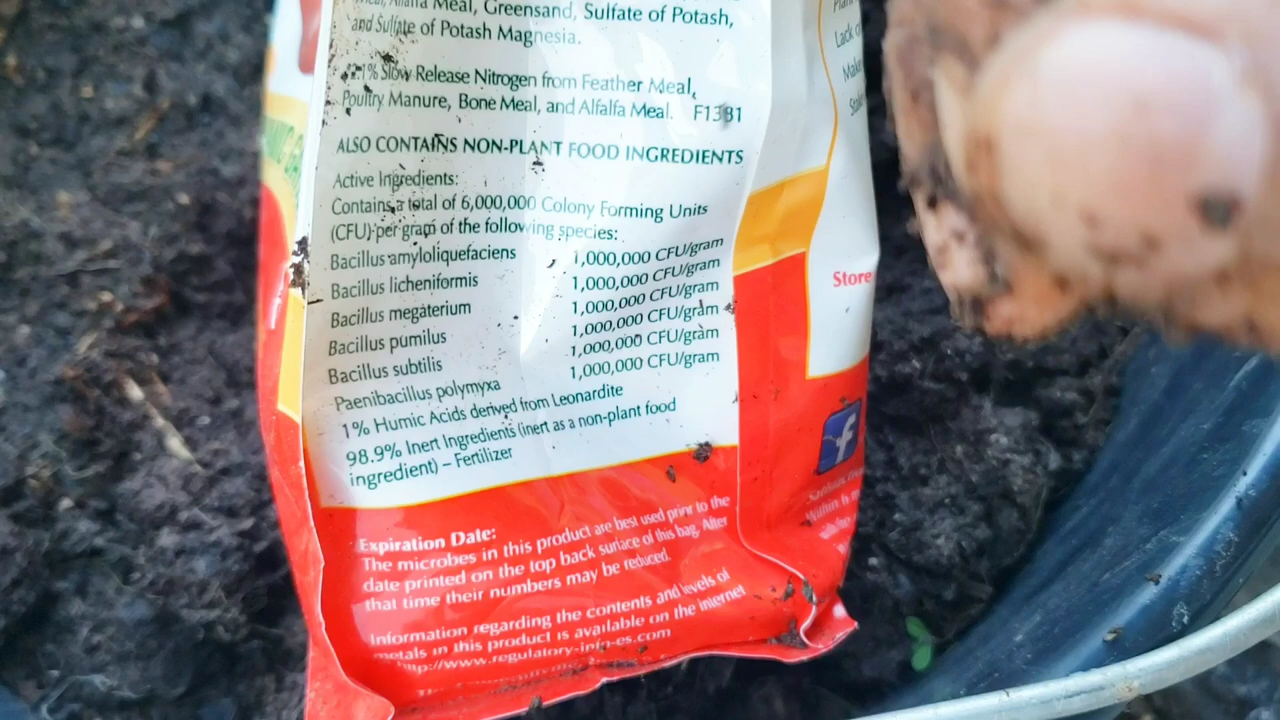 Alfalfa Meal, Greensand, Sulfate of Potash,
and Sulfate of Potash Magnesia.
Slow Release Nitrogen from Feather Meal,
Poultry Manure, Bone Meal, and Alfalfa Meal. F1381
ALSO CONTAINS NON-PLANT FOOD INGREDIENTS
Active Ingredients:
Contains a total of 6,000,000 Colony Forming Units
(CFU) per gram of the following species:
Bacillus amyloliquefaciens 1,000,000 CFU/gram
Bacillus licheniformis 1,000,000 CFU/gram
Bacillus megaterium 1,000,000 CFU/gram
Bacillus pumilus 1,000,000 CFU/gram
Bacillus subtilis 1,000,000 CFU/gram
Paenibacillus polymyxa 1,000,000 CFU/gram
1% Humic Acids derived from Leonardite
98.9% Inert Ingredients (inert as a non-plant food
ingredient) – Fertilizer
Expiration Date:
The microbes in this product are best used prior to the
date printed on the top back surface of this bag. After
that time their numbers may be reduced.
Information regarding the contents and levels of
metals in this product is available on the Internet
http://www.regulatory-info-es.com
Lack
Store
f